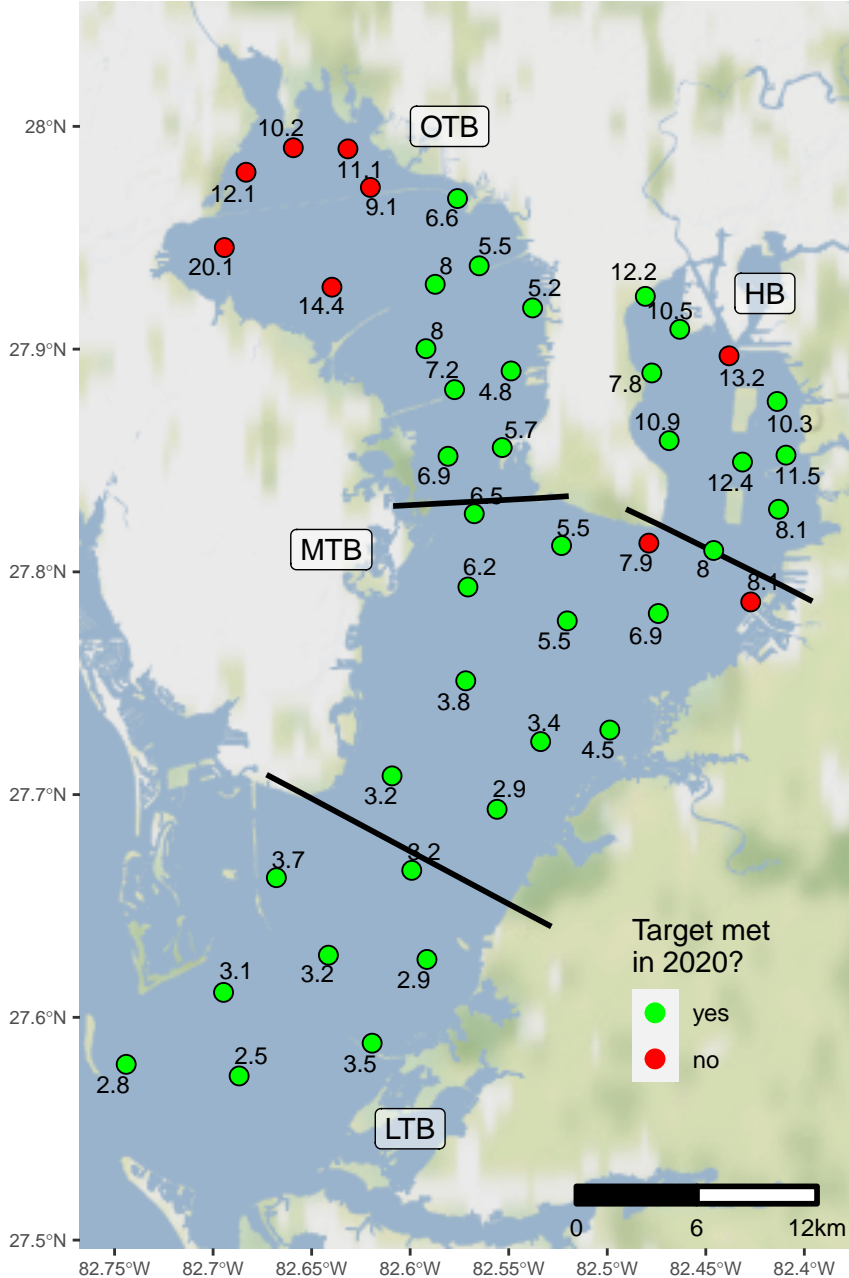 28°N
27.9°N
27.8°N
27.7°N
27.6°N
27.5°N
OTB
10.2
11.1
12.1
9.1
6.6
20.1
5.5
8
14.4
5.2
12.2
HB
10.5
8
7.2
4.8
7.8
13.2
10.3
5.7
10.9
6.9
12.4
11.5
6.5
8.1
MTB
5.5
7.9
8
8.1
6.2
5.5
6.9
3.8
3.4
4.5
3.2
2.9
3.2
3.7
3.2
2.9
3.1
3.5
2.5
2.8
LTB
Target met
in 2020?
yes
no
0 6 12km
82.75°W 82.7°W 82.65°W 82.6°W 82.55°W 82.5°W 82.45°W 82.4°W